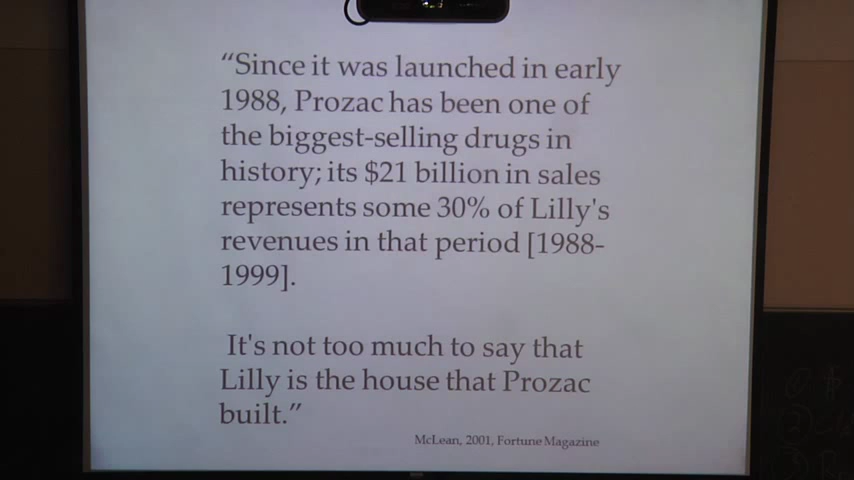 “Since it was launched in early
1988, Prozac has been one of
the biggest-selling drugs in
history; its $21 billion in sales
represents some 30% of Lilly's
revenues in that period [1988-
1999].
It's not too much to say that
Lilly is the house that Prozac
built.”
McLean, 2001, Fortune Magazine